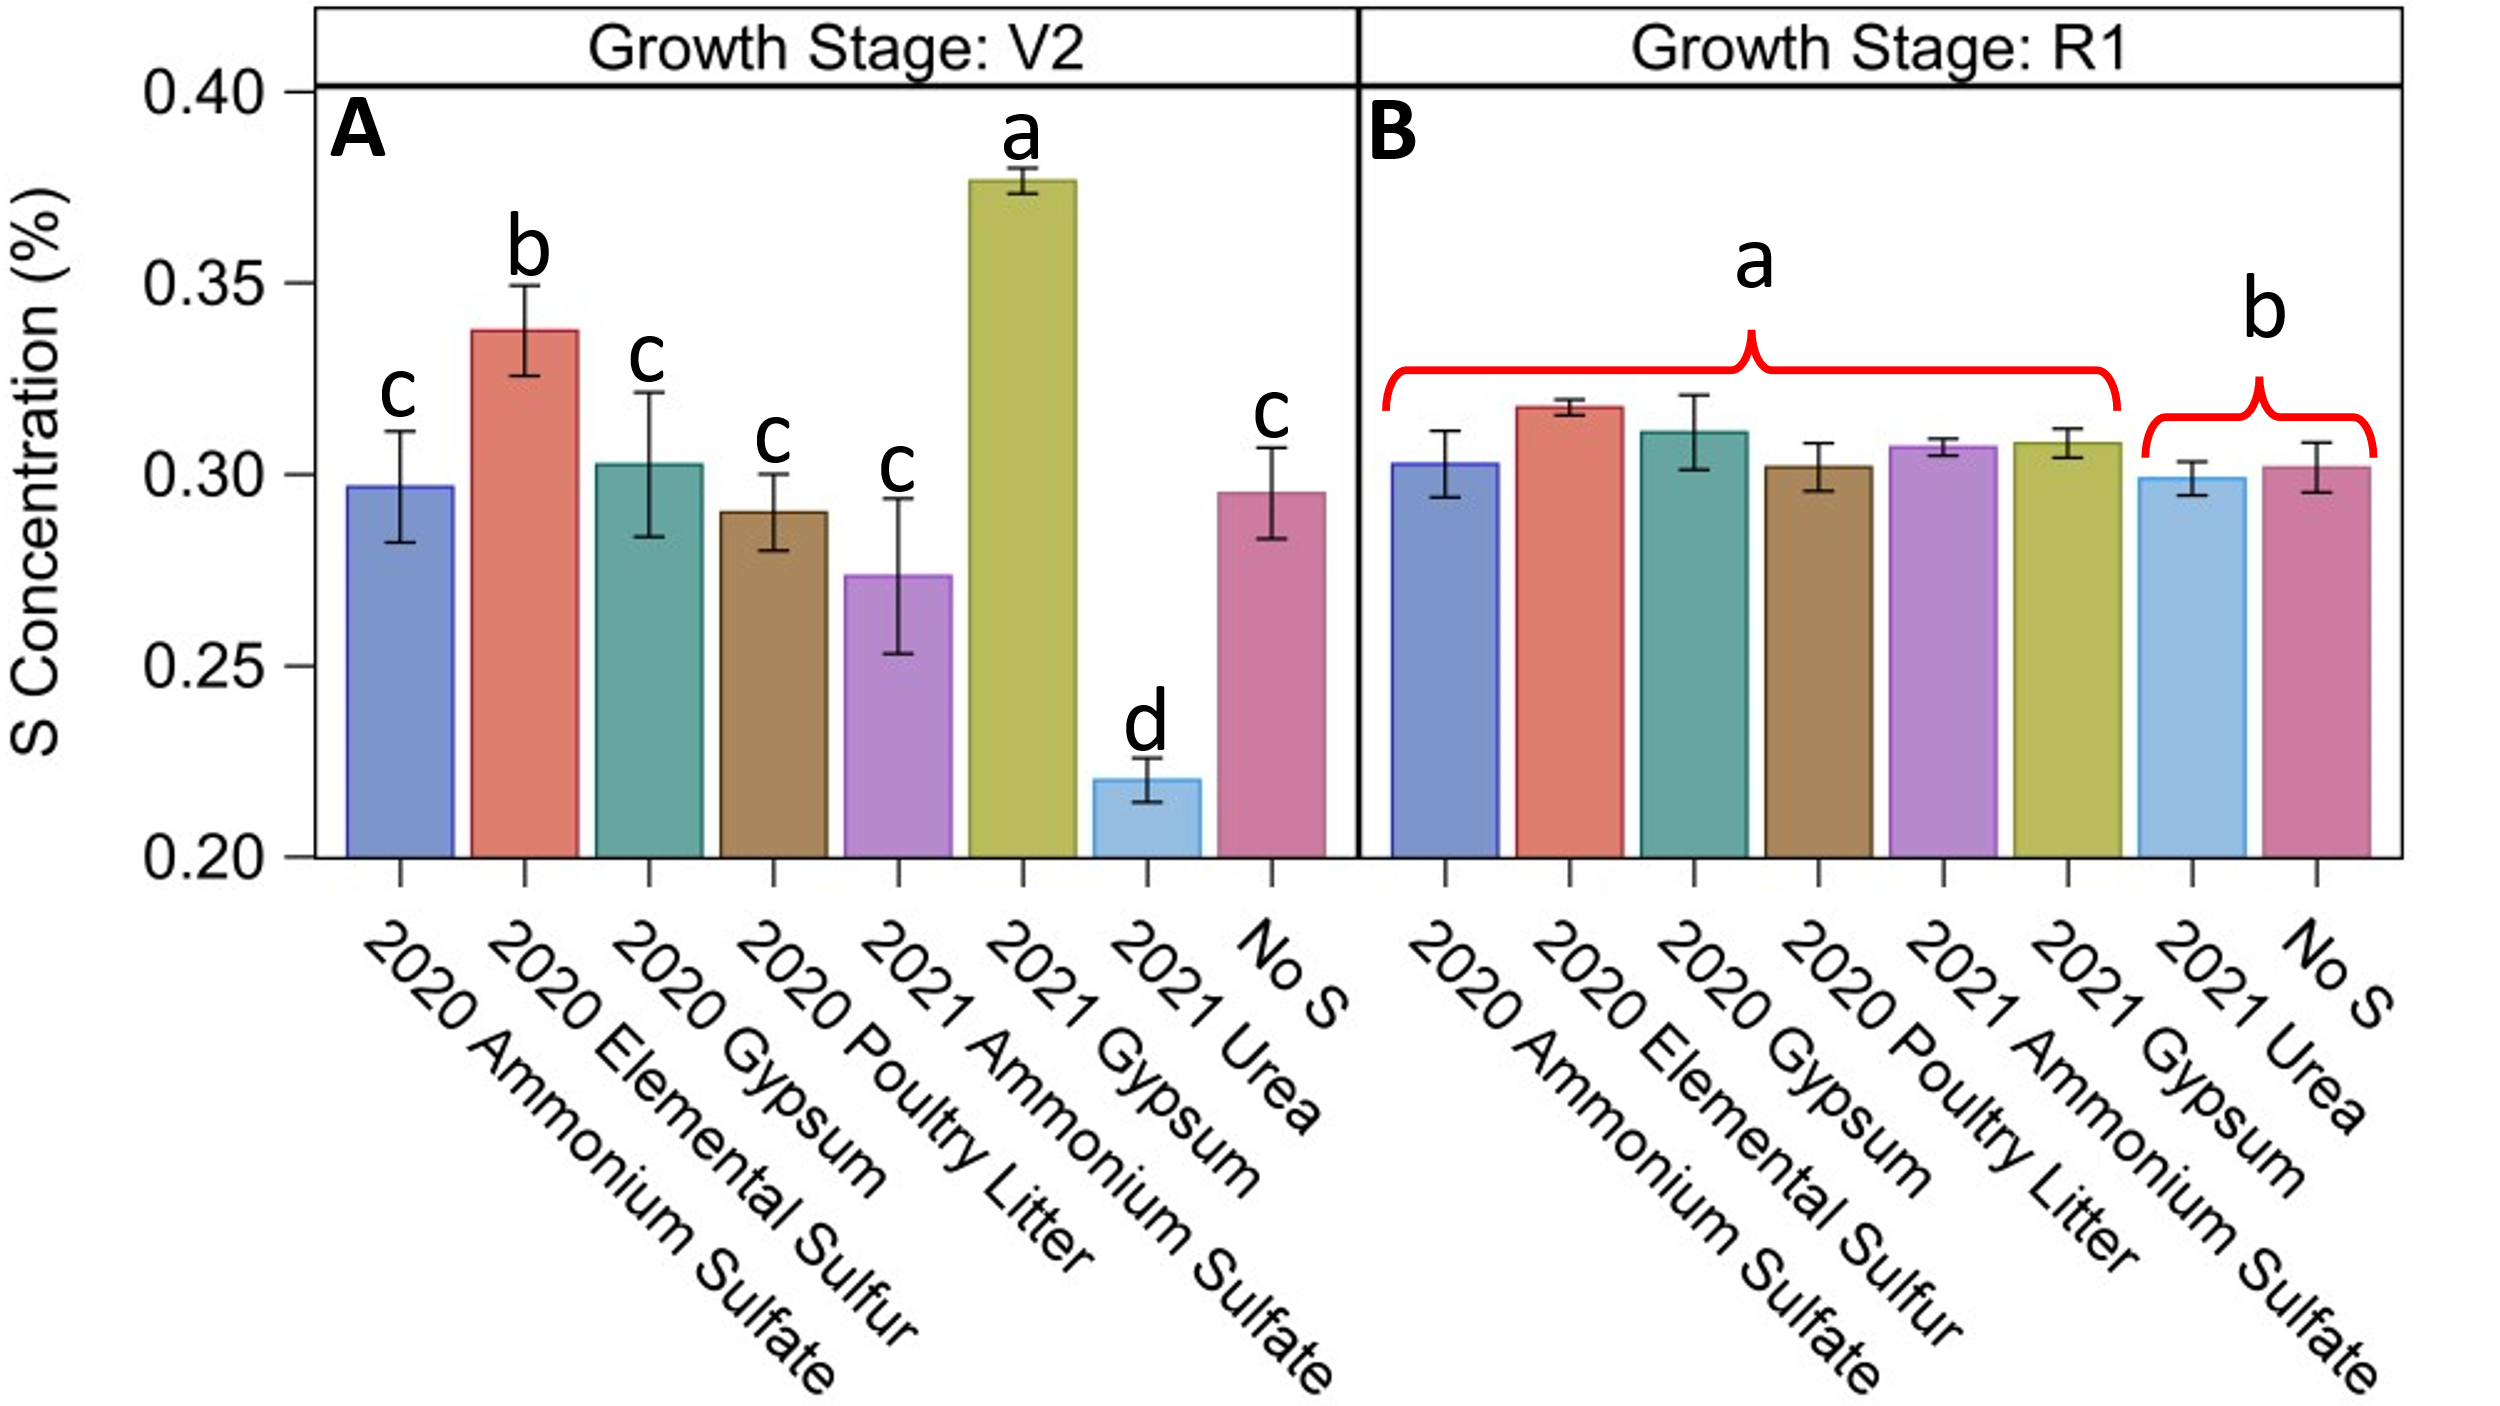 Growth Stage: V2
Growth Stage: R1
S Concentration (%)
0.40
0.35
0.30
0.25
0.20
A
c
b
c
c
c
a
d
c
B
a
b
2020 Ammonium Sulfate
2020 Elemental Sulfur
2020 Gypsum
2020 Poultry Litter
2021 Ammonium Sulfate
2021 Gypsum
2021 Urea
No S
2020 Ammonium Sulfate
2020 Elemental Sulfur
2020 Gypsum
2020 Poultry Litter
2021 Ammonium Sulfate
2021 Gypsum
2021 Urea
No S